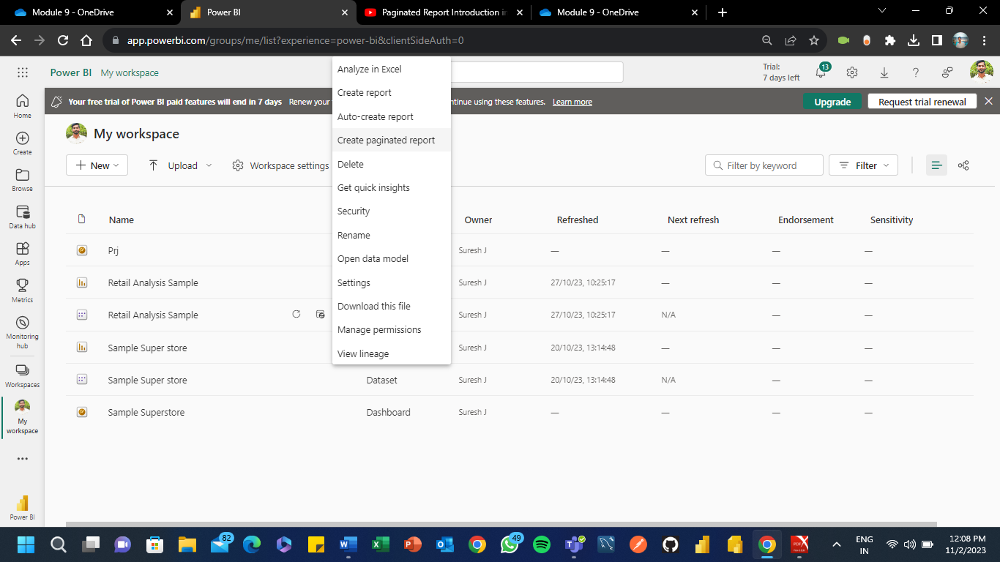 Module 9 - OneDrive
Power BI
Paginated Report Introduction in
Module 9 - OneDrive
app.powerbi.com/groups/me/list?experience=power-bi&clientSideAuth=0
Power BI My workspace
Trial:
7 days left
13
Your free trial of Power BI paid features will end in 7 days Renew your
ntinue using these features. Learn more
Upgrade
Request trial renewal
Home
Create
Browse
Data hub
Apps
Metrics
Monitoring
hub
Workspaces
My
workspace
Power BI
My workspace
New
Upload
Workspace settings
Filter by keyword
Filter
Analyze in Excel
Create report
Auto-create report
Create paginated report
Delete
Get quick insights
Security
Rename
Open data model
Settings
Download this file
Manage permissions
View lineage
Name Owner Refreshed Next refresh Endorsement Sensitivity
Prj Suresh J — — — —
Retail Analysis Sample Suresh J 27/10/23, 10:25:17 — — —
Retail Analysis Sample Suresh J 27/10/23, 10:25:17 N/A — —
Sample Super store Suresh J 20/10/23, 13:14:48 — — —
Sample Super store Dataset Suresh J 20/10/23, 13:14:48 N/A — —
Sample Superstore Dashboard Suresh J — — — —
82
49
ENG
IN
12:08 PM
11/2/2023